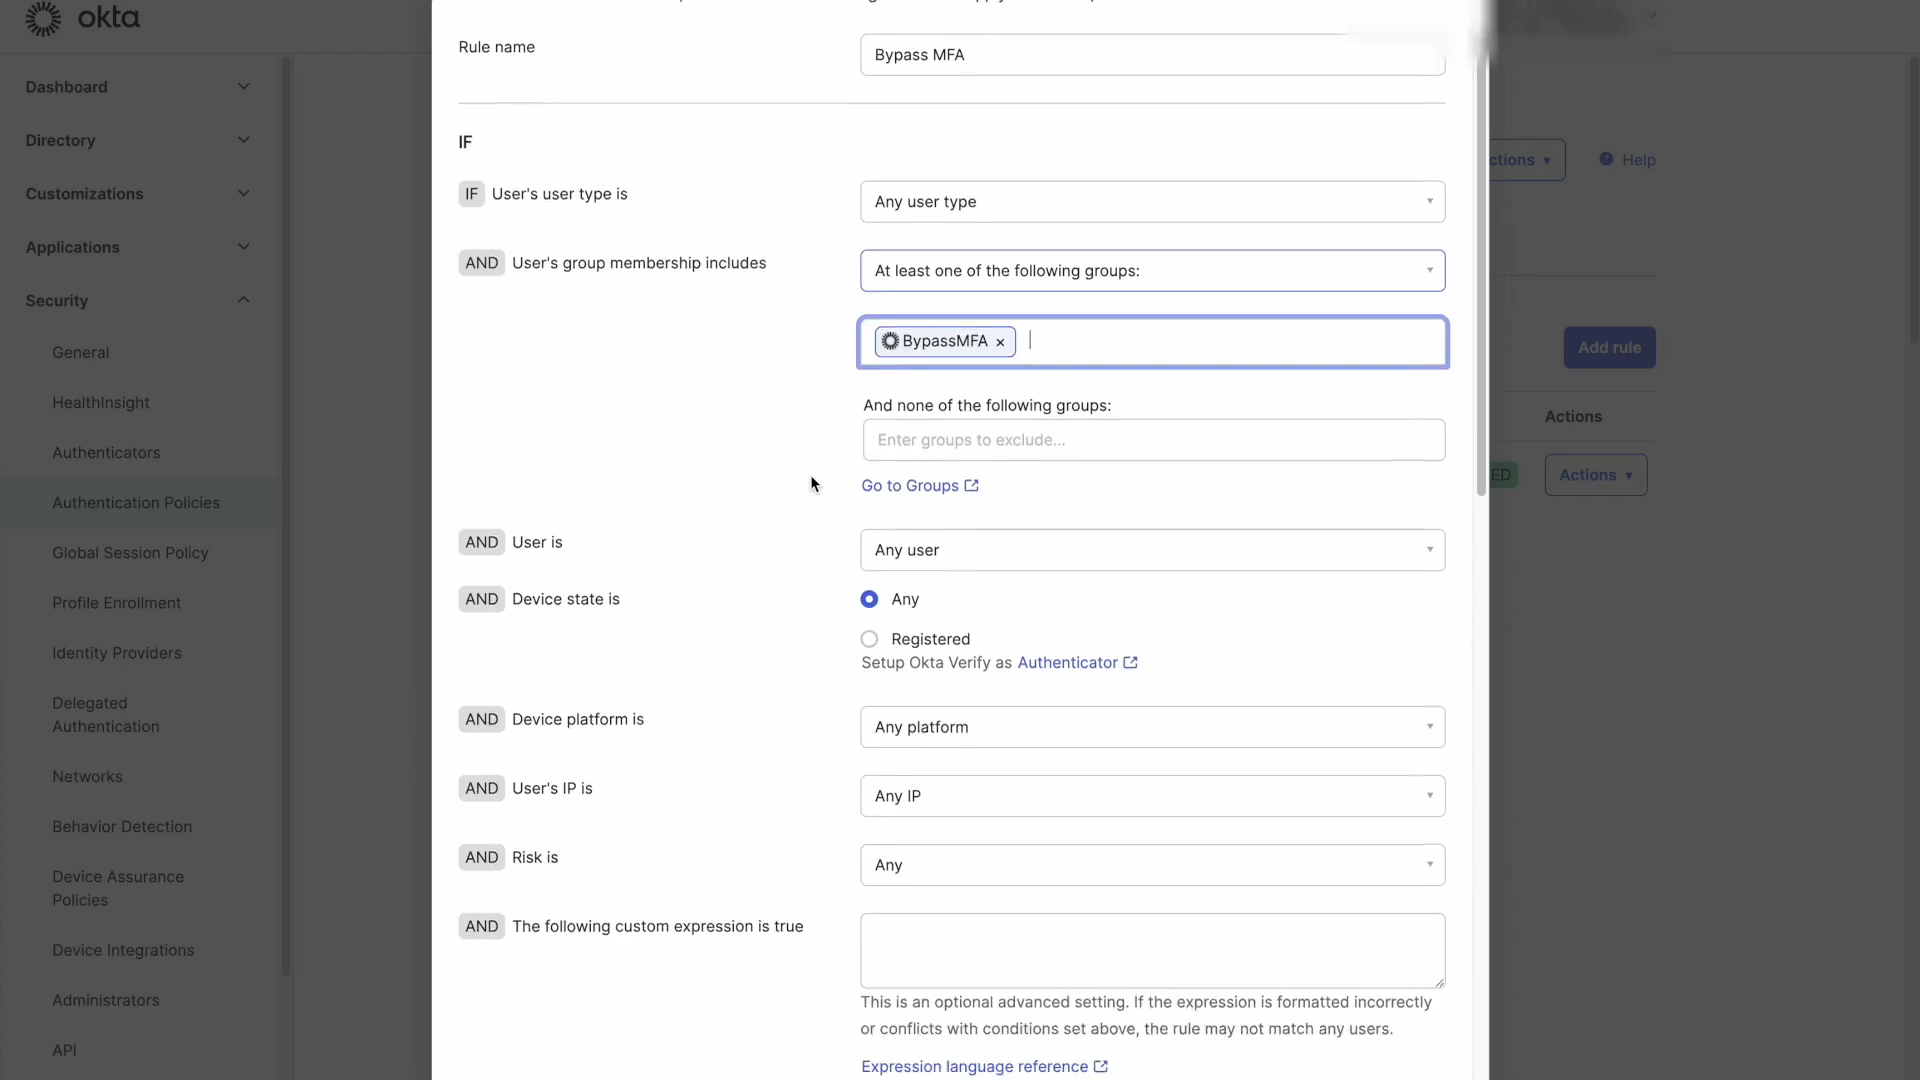 okta
Dashboard
Directory
Customizations
Applications
Security
General
HealthInsight
Authenticators
Authentication Policies
Global Session Policy
Profile Enrollment
Identity Providers
Delegated
Authentication
Networks
Behavior Detection
Device Assurance
Policies
Device Integrations
Administrators
API
Rule name
Bypass MFA
IF
IF User's user type is
Any user type
AND User's group membership includes
At least one of the following groups:
BypassMFA ×
And none of the following groups:
Enter groups to exclude...
Go to Groups
AND User is
Any user
AND Device state is
Any
Registered
Setup Okta Verify as Authenticator
AND Device platform is
Any platform
AND User's IP is
Any IP
AND Risk is
Any
AND The following custom expression is true
This is an optional advanced setting. If the expression is formatted incorrectly
or conflicts with conditions set above, the rule may not match any users.
Expression language reference
ctions
Help
Add rule
Actions
ED
Actions